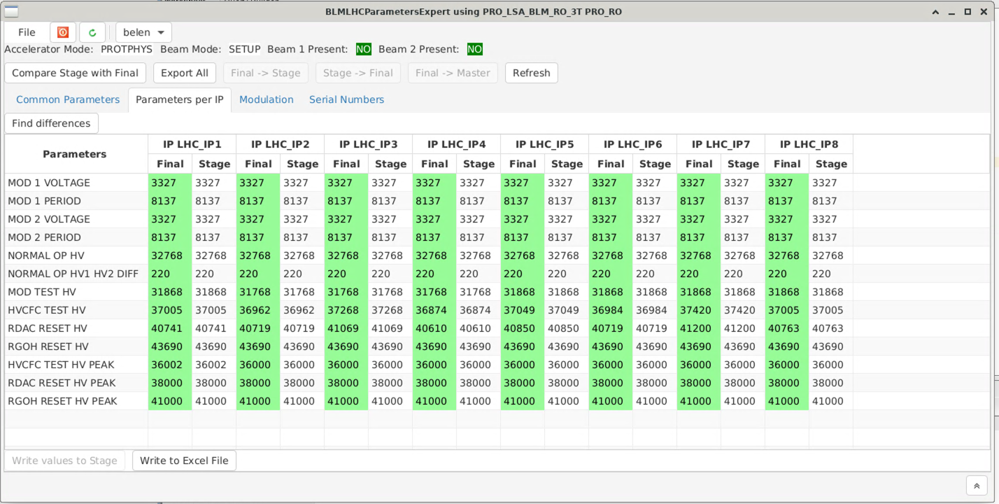 BLMLHCParametersExpert using PRO_LSA_BLM_RO_3T PRO_RO
File belen
Accelerator Mode: PROTPHYS Beam Mode: SETUP Beam 1 Present: NO Beam 2 Present: NO
Compare Stage with Final Export All Final -> Stage Stage -> Final Final -> Master Refresh
Common Parameters Parameters per IP Modulation Serial Numbers
Find differences
Parameters IP LHC_IP1 IP LHC_IP2 IP LHC_IP3 IP LHC_IP4 IP LHC_IP5 IP LHC_IP6 IP LHC_IP7 IP LHC_IP8
Final Stage Final Stage Final Stage Final Stage Final Stage Final Stage Final Stage Final Stage
MOD 1 VOLTAGE 3327 3327 3327 3327 3327 3327 3327 3327 3327 3327 3327 3327 3327 3327 3327 3327
MOD 1 PERIOD 8137 8137 8137 8137 8137 8137 8137 8137 8137 8137 8137 8137 8137 8137 8137 8137
MOD 2 VOLTAGE 3327 3327 3327 3327 3327 3327 3327 3327 3327 3327 3327 3327 3327 3327 3327 3327
MOD 2 PERIOD 8137 8137 8137 8137 8137 8137 8137 8137 8137 8137 8137 8137 8137 8137 8137 8137
NORMAL OP HV 32768 32768 32768 32768 32768 32768 32768 32768 32768 32768 32768 32768 32768 32768 32768 32768
NORMAL OP HV1 HV2 DIFF 220 220 220 220 220 220 220 220 220 220 220 220 220 220 220 220
MOD TEST HV 31868 31868 31768 31768 31768 31768 31768 31768 31868 31868 31868 31868 31868 31868 31868 31868
HVCFC TEST HV 37005 37005 36962 36962 37268 37268 36874 36874 37049 37049 36984 36984 37420 37420 37005 37005
RDAC RESET HV 40741 40741 40719 40719 41069 41069 40610 40610 40850 40850 40719 40719 41200 41200 40763 40763
RGOH RESET HV 43690 43690 43690 43690 43690 43690 43690 43690 43690 43690 43690 43690 43690 43690 43690 43690
HVCFC TEST HV PEAK 36002 36002 36000 36000 36000 36000 36000 36000 36000 36000 36000 36000 36000 36000 36000 36000
RDAC RESET HV PEAK 38000 38000 38000 38000 38000 38000 38000 38000 38000 38000 38000 38000 38000 38000 38000 38000
RGOH RESET HV PEAK 41000 41000 41000 41000 41000 41000 41000 41000 41000 41000 41000 41000 41000 41000 41000 41000
Write values to Stage Write to Excel File